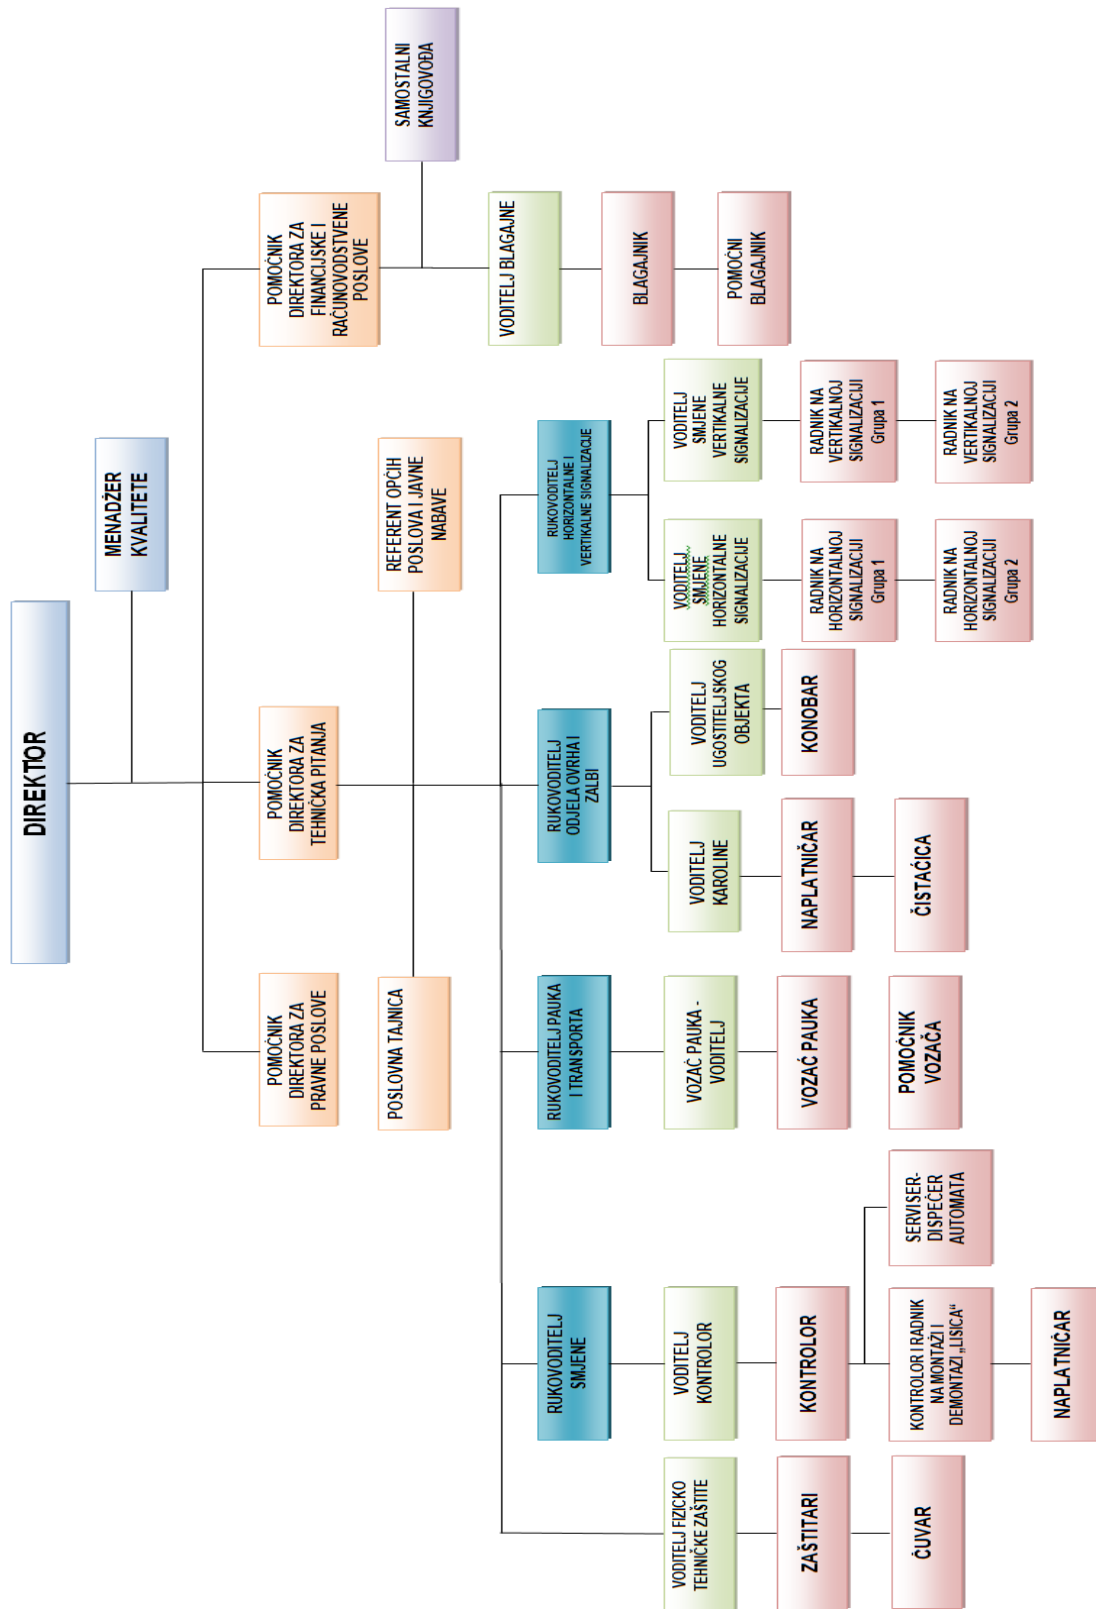 DIREKTOR
MENADŽER
KVALITETE
POMOĆNIK
DIREKTORA ZA
PRAVNE POSLOVE
POMOĆNIK
DIREKTORA ZA
TEHNIČKA PITANJA
POMOĆNIK
DIREKTORA ZA
FINANCIJSKE I
RAČUNOVODSTVENE
POSLOVE
POSLOVNA TAJNICA
REFERENT OPĆIH
POSLOVA I JAVNE
NABAVE
SAMOSTALNI
KNJIGOVOĐA
VODITELJ BLAGAJNE
BLAGAJNIK
POMOĆNI
BLAGAJNIK
RUKOVODITELJ
SMJENE
RUKOVODITELJ PAUKA
I TRANSPORTA
RUKOVODITELJ
ODJELA OVRHA I
ZALBI
RUKOVODITELJ
HORIZONTALNE I
VERTIKALNE SIGNALIZACIJE
VODITELJ FIZICKO
TEHNIČKE ZAŠTITE
VODITELJ
KONTROLOR
VOZAČ PAUKA -
VODITELJ
VODITELJ
KAROLINE
VODITELJ
UGOSTITELJSKOG
OBJEKTA
VODITELJ
SMJENE
HORIZONTALNE
SIGNALIZACIJE
VODITELJ
SMJENE
VERTIKALNE
SIGNALIZACIJE
ZAŠTITARI
KONTROLOR
VOZAČ PAUKA
NAPLATNIČAR
KONOBAR
RADNIK NA
HORIZONTALNOJ
SIGNALIZACIJI
Grupa 1
RADNIK NA
VERTIKALNOJ
SIGNALIZACIJI
Grupa 1
ČUVAR
KONTROLOR I RADNIK
NA MONTAŽI I
DEMONTAZI „LISICA“
SERVISER-
DISPEČER
AUTOMATA
POMOĆNIK
VOZAČA
ČISTAĆICA
RADNIK NA
HORIZONTALNOJ
SIGNALIZACIJI
Grupa 2
RADNIK NA
VERTIKALNOJ
SIGNALIZACIJI
Grupa 2
NAPLATNIČAR